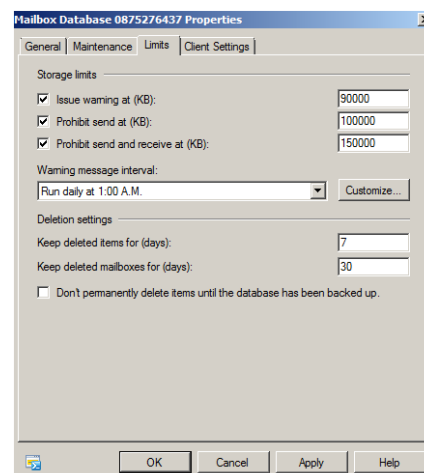 Mailbox Database 0875276437 Properties
General Maintenance Limits Client Settings
Storage limits
Issue warning at (KB): 90000
Prohibit send at (KB): 100000
Prohibit send and receive at (KB): 150000
Warning message interval:
Run daily at 1:00 A.M. Customize...
Deletion settings
Keep deleted items for (days): 7
Keep deleted mailboxes for (days): 30
Don't permanently delete items until the database has been backed up.
OK Cancel Apply Help